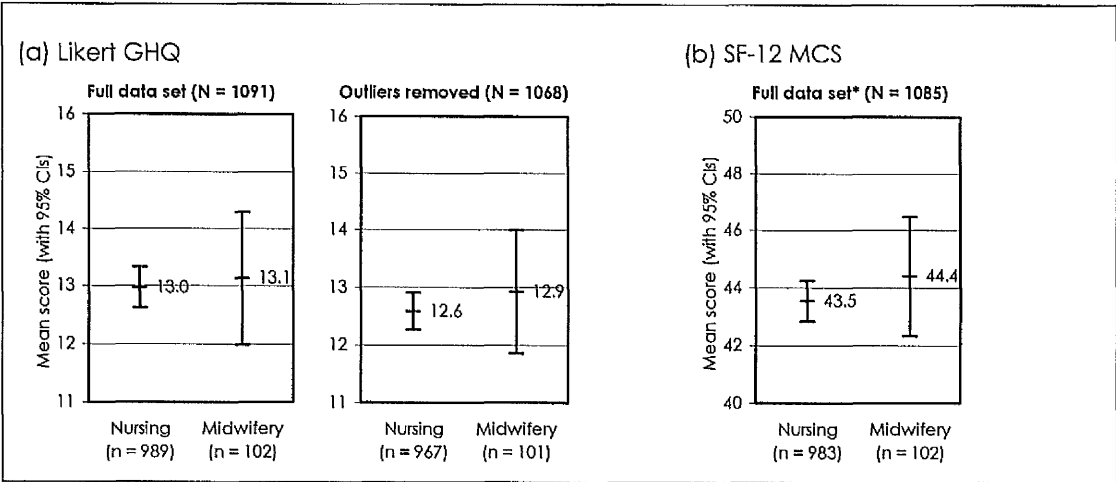 (a) Likert GHQ
Full data set (N = 1091)
Mean score (with 95% CIs)
16
15
14
13
12
11
13.0
13.1
Nursing
(n = 989)
Midwifery
(n = 102)
Outliers removed (N = 1068)
16
15
14
13
12
11
12.6
12.9
Nursing
(n = 967)
Midwifery
(n = 101)
(b) SF-12 MCS
Full data set* (N = 1085)
Mean score (with 95% CIs)
50
48
46
44
42
40
43.5
44.4
Nursing
(n = 983)
Midwifery
(n = 102)